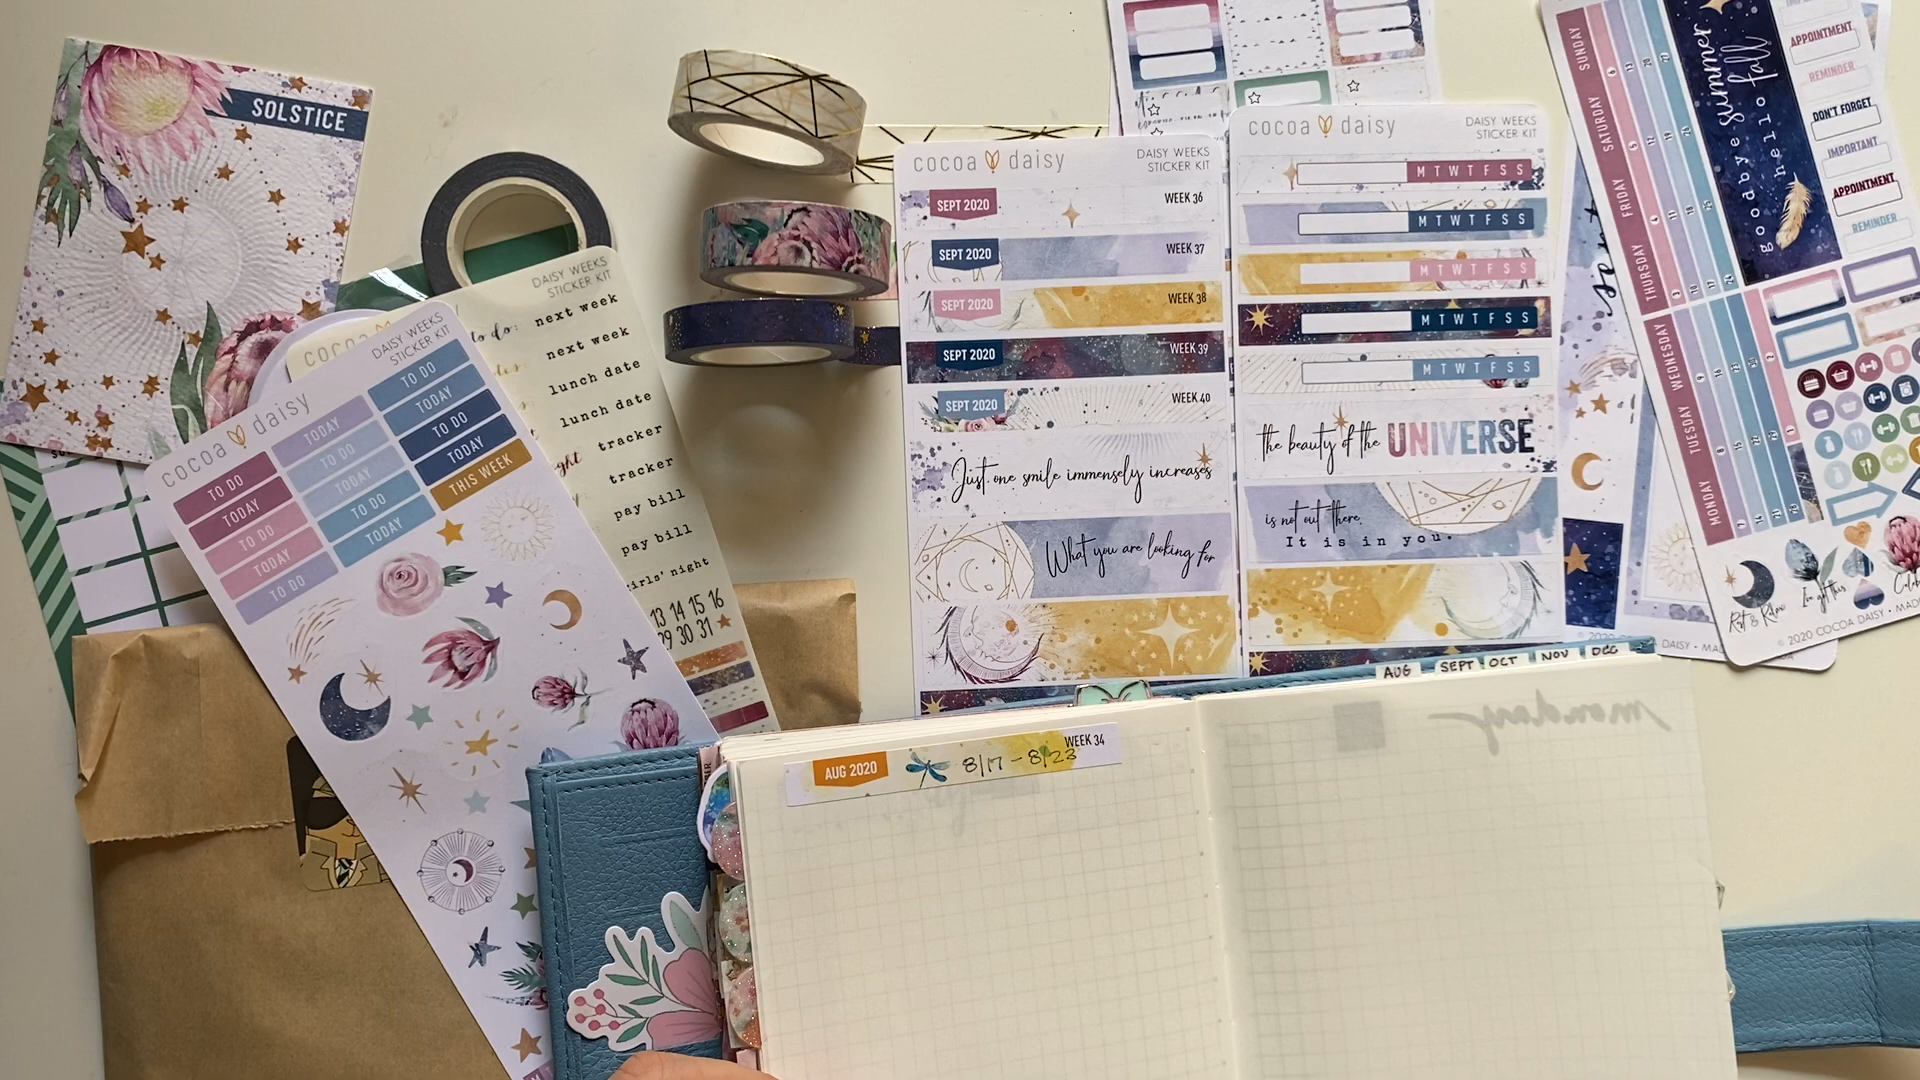 SOLSTICE
cocoa daisy
DAISY WEEKS
STICKER KIT
TO DO
TODAY
TO DO
TODAY
TO DO
TODAY
TO DO
TODAY
TO DO
TODAY
TO DO
TODAY
TO DO
TODAY
THIS WEEK
DAISY WEEKS
STICKER KIT
to do:
next week
next week
lunch date
lunch date
tracker
tracker
pay bill
pay bill
girls' night
13 14 15 16
29 30 31
cocoa daisy
DAISY WEEKS
STICKER KIT
SEPT 2020 WEEK 36
SEPT 2020 WEEK 37
SEPT 2020 WEEK 38
SEPT 2020 WEEK 39
SEPT 2020 WEEK 40
Just one smile immensely increases
What you are looking for
cocoa daisy
DAISY WEEKS
STICKER KIT
M T W T F S S
M T W T F S S
M T W T F S S
M T W T F S S
M T W T F S S
the beauty of the UNIVERSE
is not out there,
It is in you.
SUNDAY
SATURDAY
FRIDAY
THURSDAY
WEDNESDAY
TUESDAY
MONDAY
goodbye summer
hello fall
APPOINTMENT
REMINDER
DON'T FORGET
IMPORTANT
APPOINTMENT
REMINDER
Rest & Relax
I've got this
© 2020 COCOA DAISY • MAD
AUG
SEPT
OCT
NOV
DEC
AUG 2020 8/17 - 8/23 WEEK 34
monday